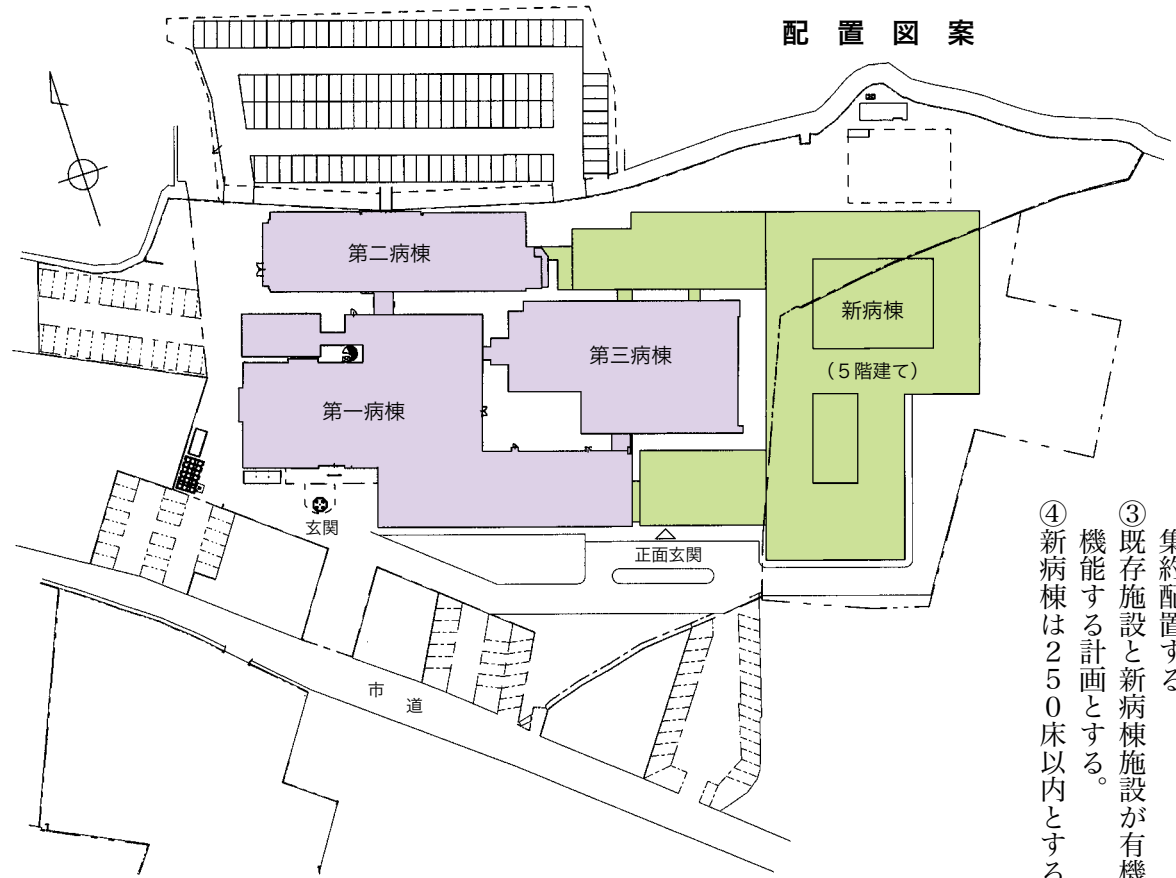 配置図案
第二病棟
新病棟
第三病棟
（5階建て）
第一病棟
玄関
正面玄関
市道
集約配置する
③既存施設と新病棟施設が有機
機能する計画とする。
④新病棟は250床以内とする